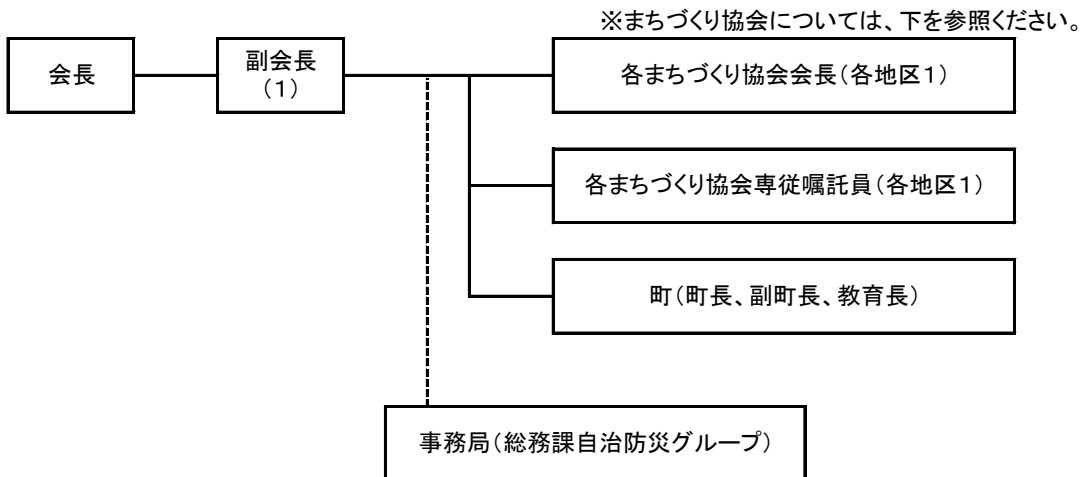 ※まちづくり協会については、下を参照ください。
会長
副会長
(1)
各まちづくり協会会長(各地区1)
各まちづくり協会専従嘱託員(各地区1)
町(町長、副町長、教育長)
事務局(総務課自治防災グループ)